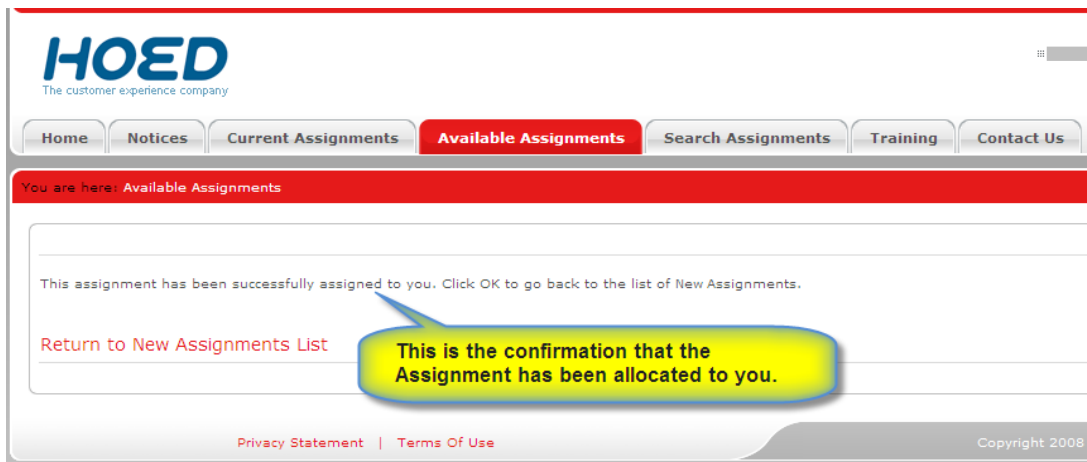 HOED
The customer experience company
Home Notices Current Assignments Available Assignments Search Assignments Training Contact Us
You are here: Available Assignments
This assignment has been successfully assigned to you. Click OK to go back to the list of New Assignments.
Return to New Assignments List
This is the confirmation that the
Assignment has been allocated to you.
Privacy Statement | Terms Of Use
Copyright 2008